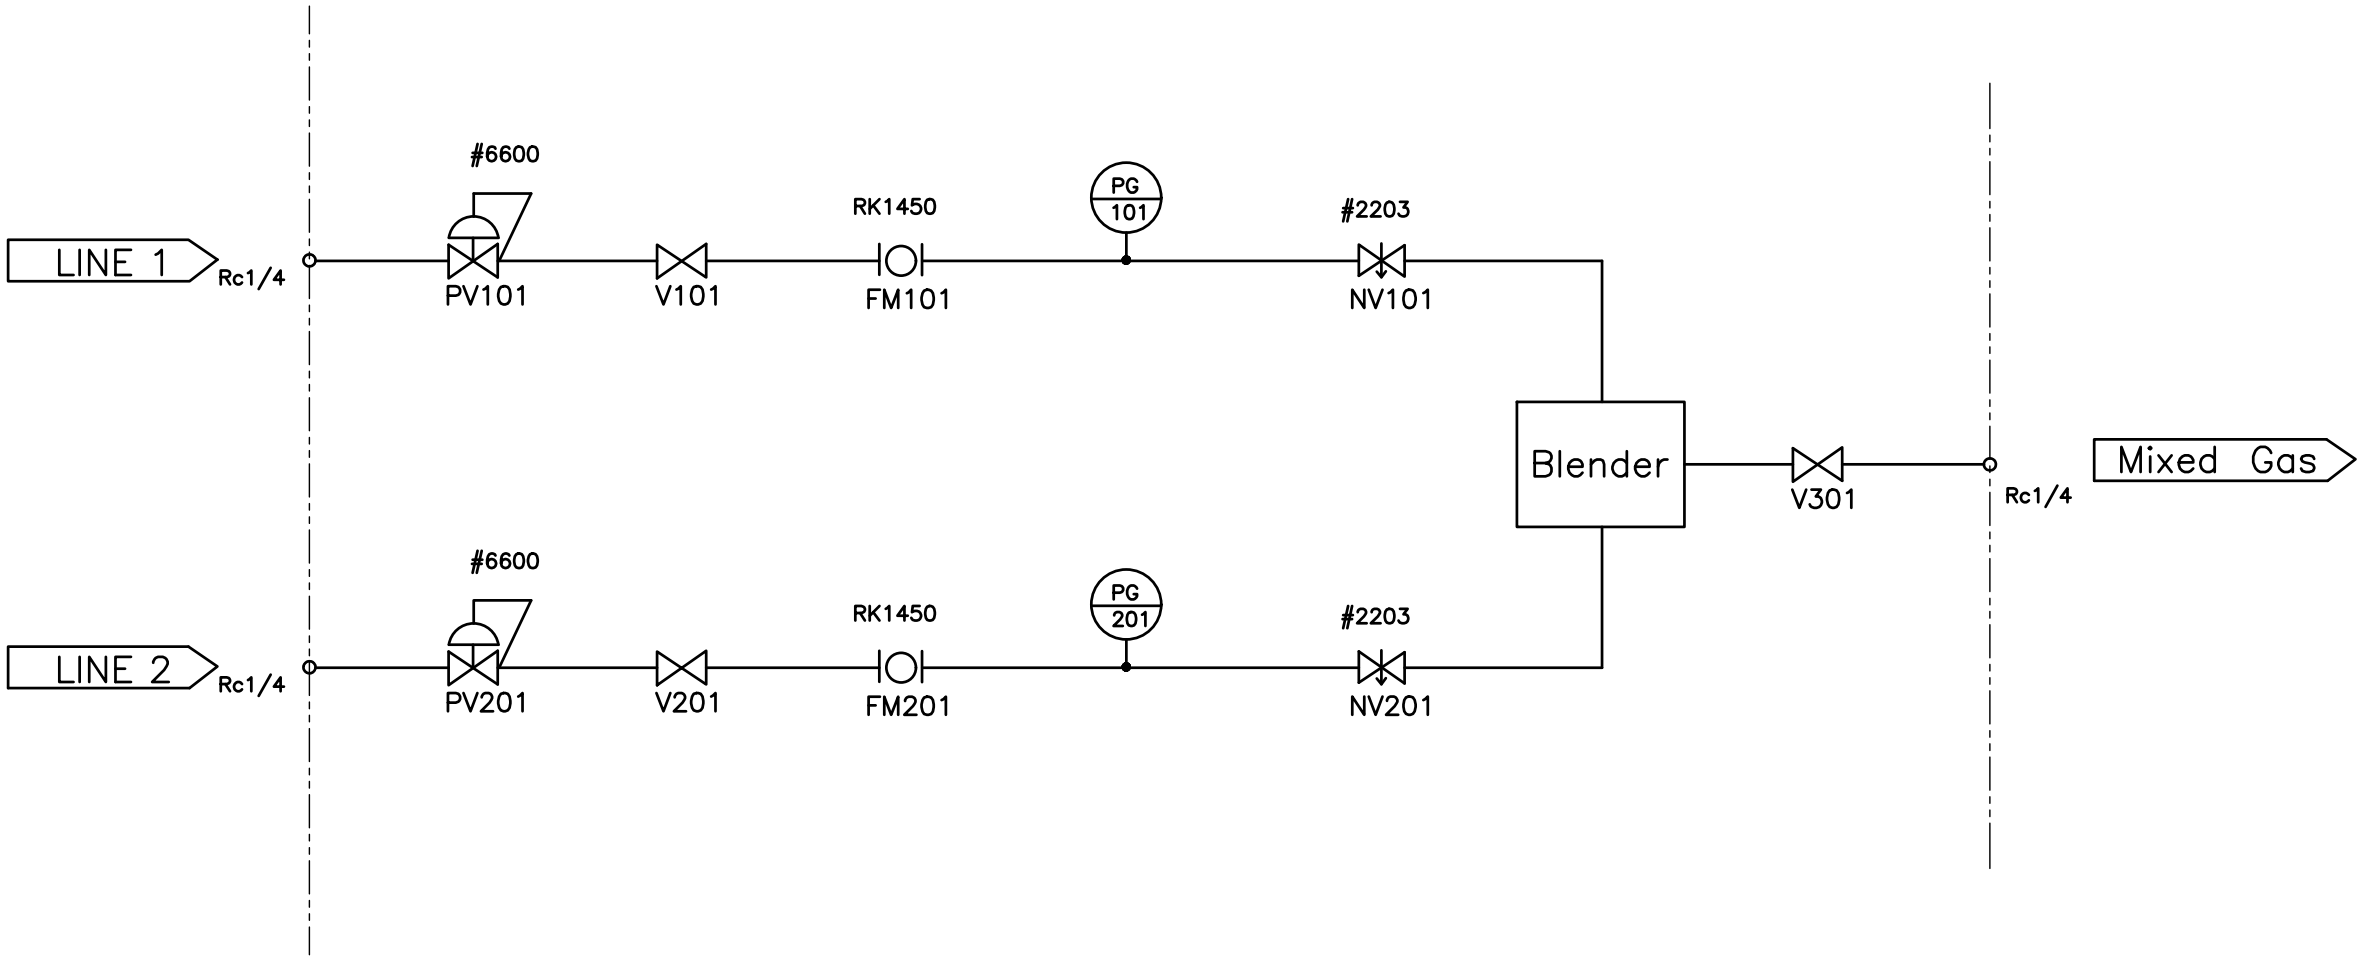 #6600
RK1450
PG
101
#2203
LINE 1
Rc1/4
PV101
V101
FM101
NV101
Blender
V301
Rc1/4
Mixed Gas
#6600
RK1450
PG
201
#2203
LINE 2
Rc1/4
PV201
V201
FM201
NV201